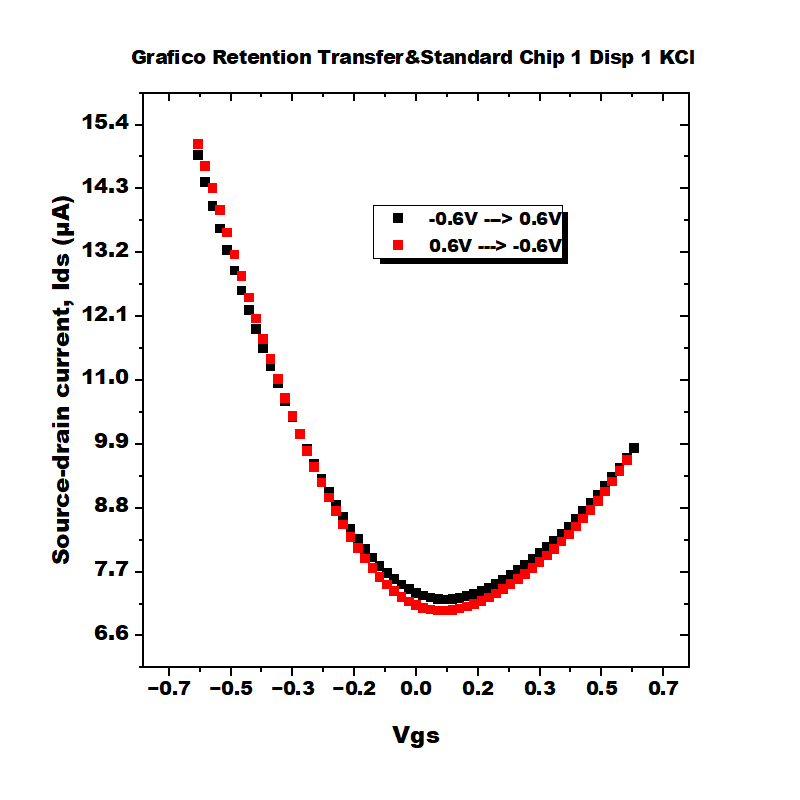 Grafico Retention Transfer&Standard Chip 1 Disp 1 KCl
15.4
14.3
13.2
12.1
11.0
9.9
8.8
7.7
6.6
Source-drain current, Ids (µA)
-0.6V ---> 0.6V
0.6V ---> -0.6V
−0.7 −0.5 −0.3 −0.2 0.0 0.2 0.3 0.5 0.7
Vgs